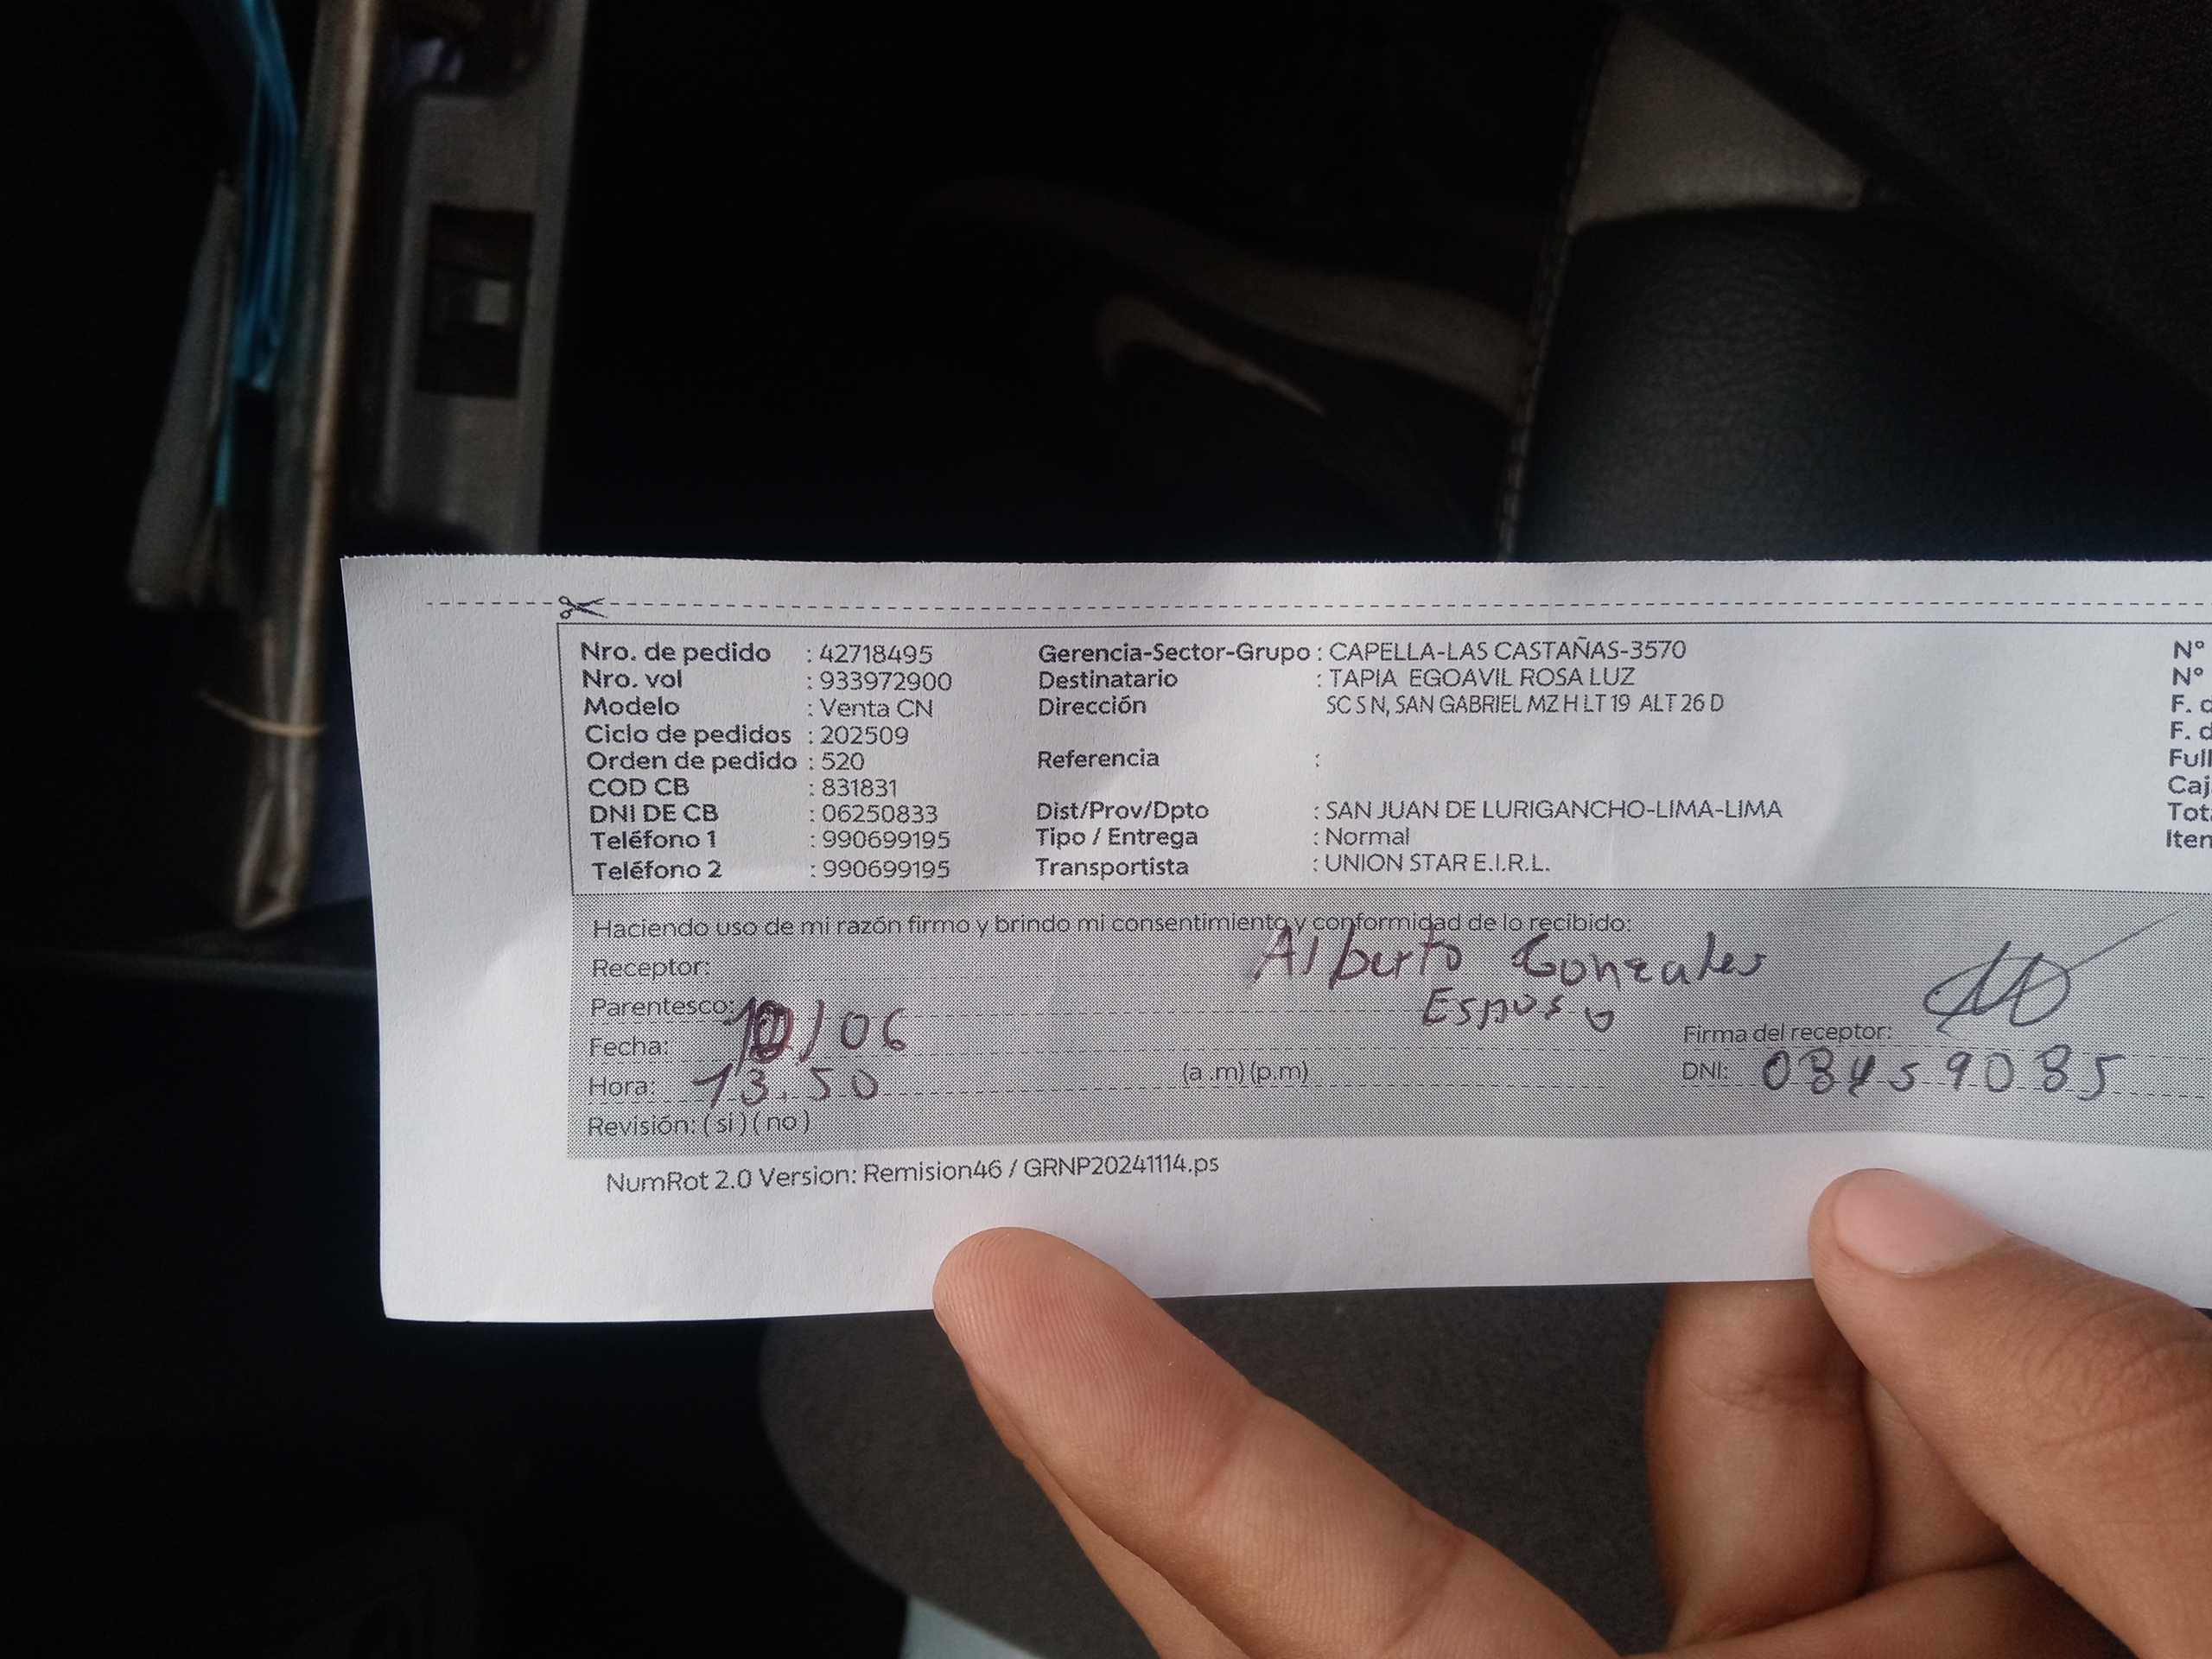 Nro. de pedido : 42718495
Nro. vol : 933972900
Modelo : Venta CN
Ciclo de pedidos : 202509
Orden de pedido : 520
COD CB : 831831
DNI DE CB : 06250833
Teléfono 1 : 990699195
Teléfono 2 : 990699195
Gerencia-Sector-Grupo : CAPELLA-LAS CASTAÑAS-3570
Destinatario : TAPIA EGOAVIL ROSA LUZ
Dirección SC S N, SAN GABRIEL MZ H LT 19 ALT 26 D
Referencia :
Dist/Prov/Dpto : SAN JUAN DE LURIGANCHO-LIMA-LIMA
Tipo / Entrega : Normal
Transportista : UNION STAR E.I.R.L.
N°
N°
F.
F.
Haciendo uso de mi razón firmo y brindo mi consentimiento y conformidad de lo recibido:
Receptor: Alberto Gonzales
Parentesco: Esposo
Fecha: 10/06
Firma del receptor:
Hora: 13.50 (a .m) (p.m)
DNI: 08459085
Revisión: ( si ) ( no )
NumRot 2.0 Version: Remision46 / GRNP20241114.ps